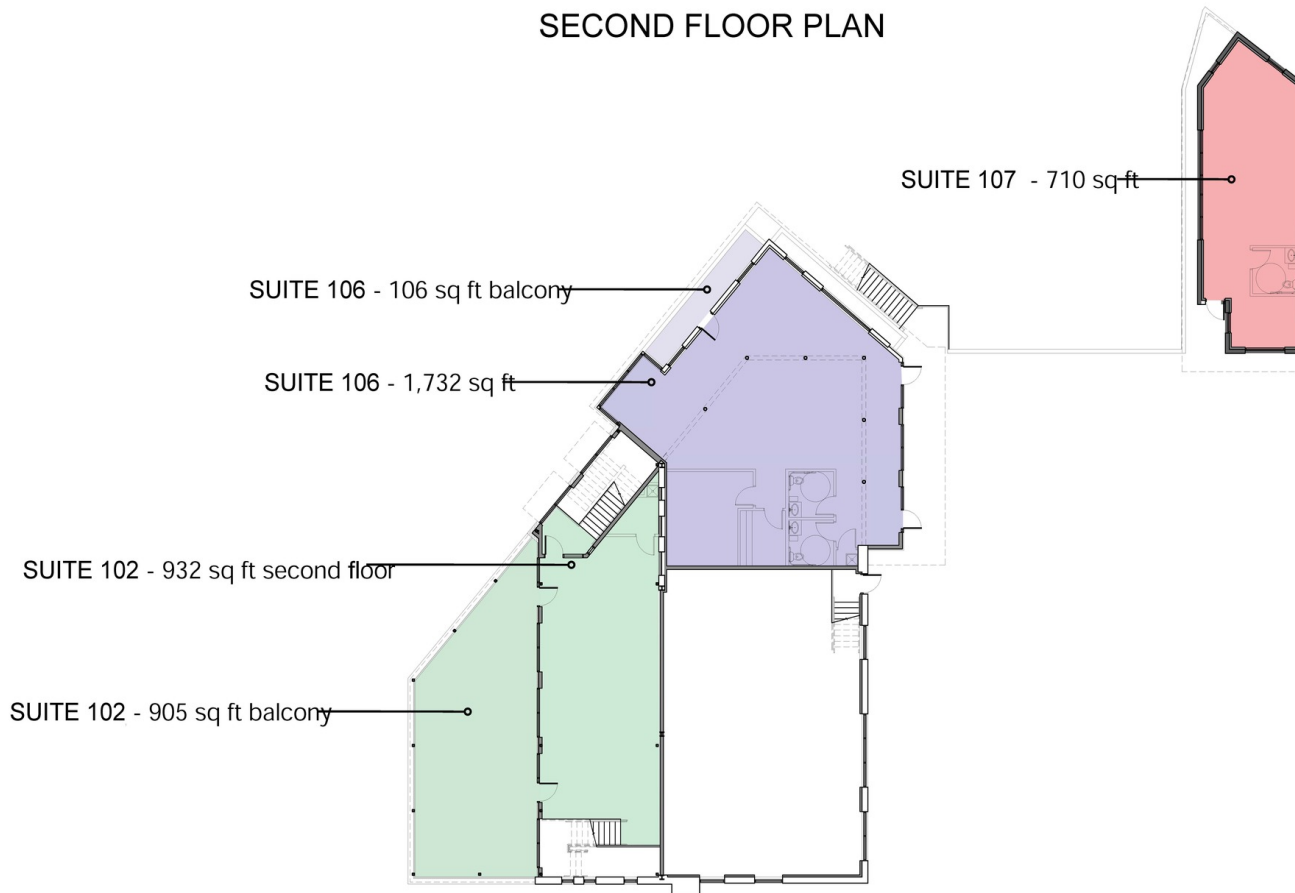 SECOND FLOOR PLAN
SUITE 107 - 710 sq ft
SUITE 106 - 106 sq ft balcony
SUITE 106 - 1,732 sq ft
SUITE 102 - 932 sq ft second floor
SUITE 102 - 905 sq ft balcony